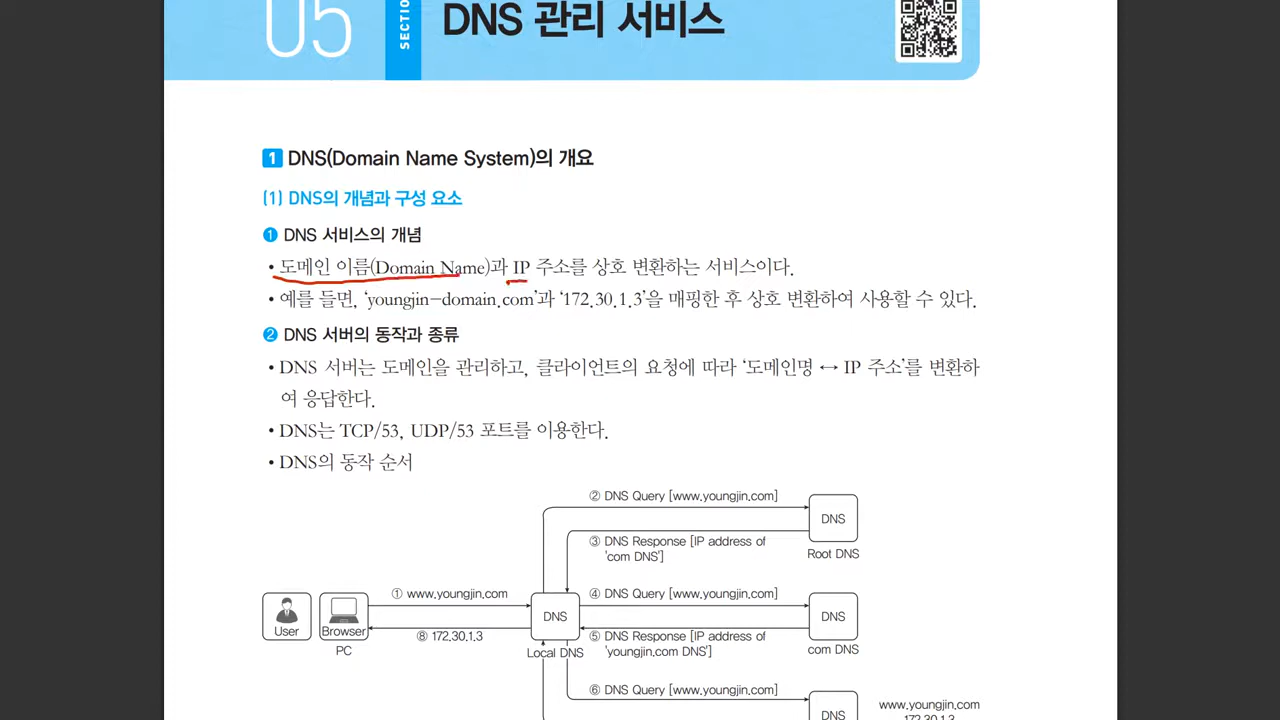 05
SECTIO
DNS 관리 서비스
1 DNS(Domain Name System)의 개요
(1) DNS의 개념과 구성 요소
❶ DNS 서비스의 개념
• 도메인 이름(Domain Name)과 IP 주소를 상호 변환하는 서비스이다.
• 예를 들면, ‘youngjin-domain.com’과 ‘172.30.1.3’을 매핑한 후 상호 변환하여 사용할 수 있다.
❷ DNS 서버의 동작과 종류
• DNS 서버는 도메인을 관리하고, 클라이언트의 요청에 따라 ‘도메인명 ↔ IP 주소’를 변환하
여 응답한다.
• DNS는 TCP/53, UDP/53 포트를 이용한다.
• DNS의 동작 순서
② DNS Query [www.youngjin.com]
DNS
③ DNS Response [IP address of
'com DNS']
Root DNS
① www.youngjin.com
④ DNS Query [www.youngjin.com]
User
Browser
DNS
DNS
⑧ 172.30.1.3
⑤ DNS Response [IP address of
'youngjin.com DNS']
PC
Local DNS
com DNS
⑥ DNS Query [www.youngjin.com]
DNS
www.youngjin.com
172.30.1.3